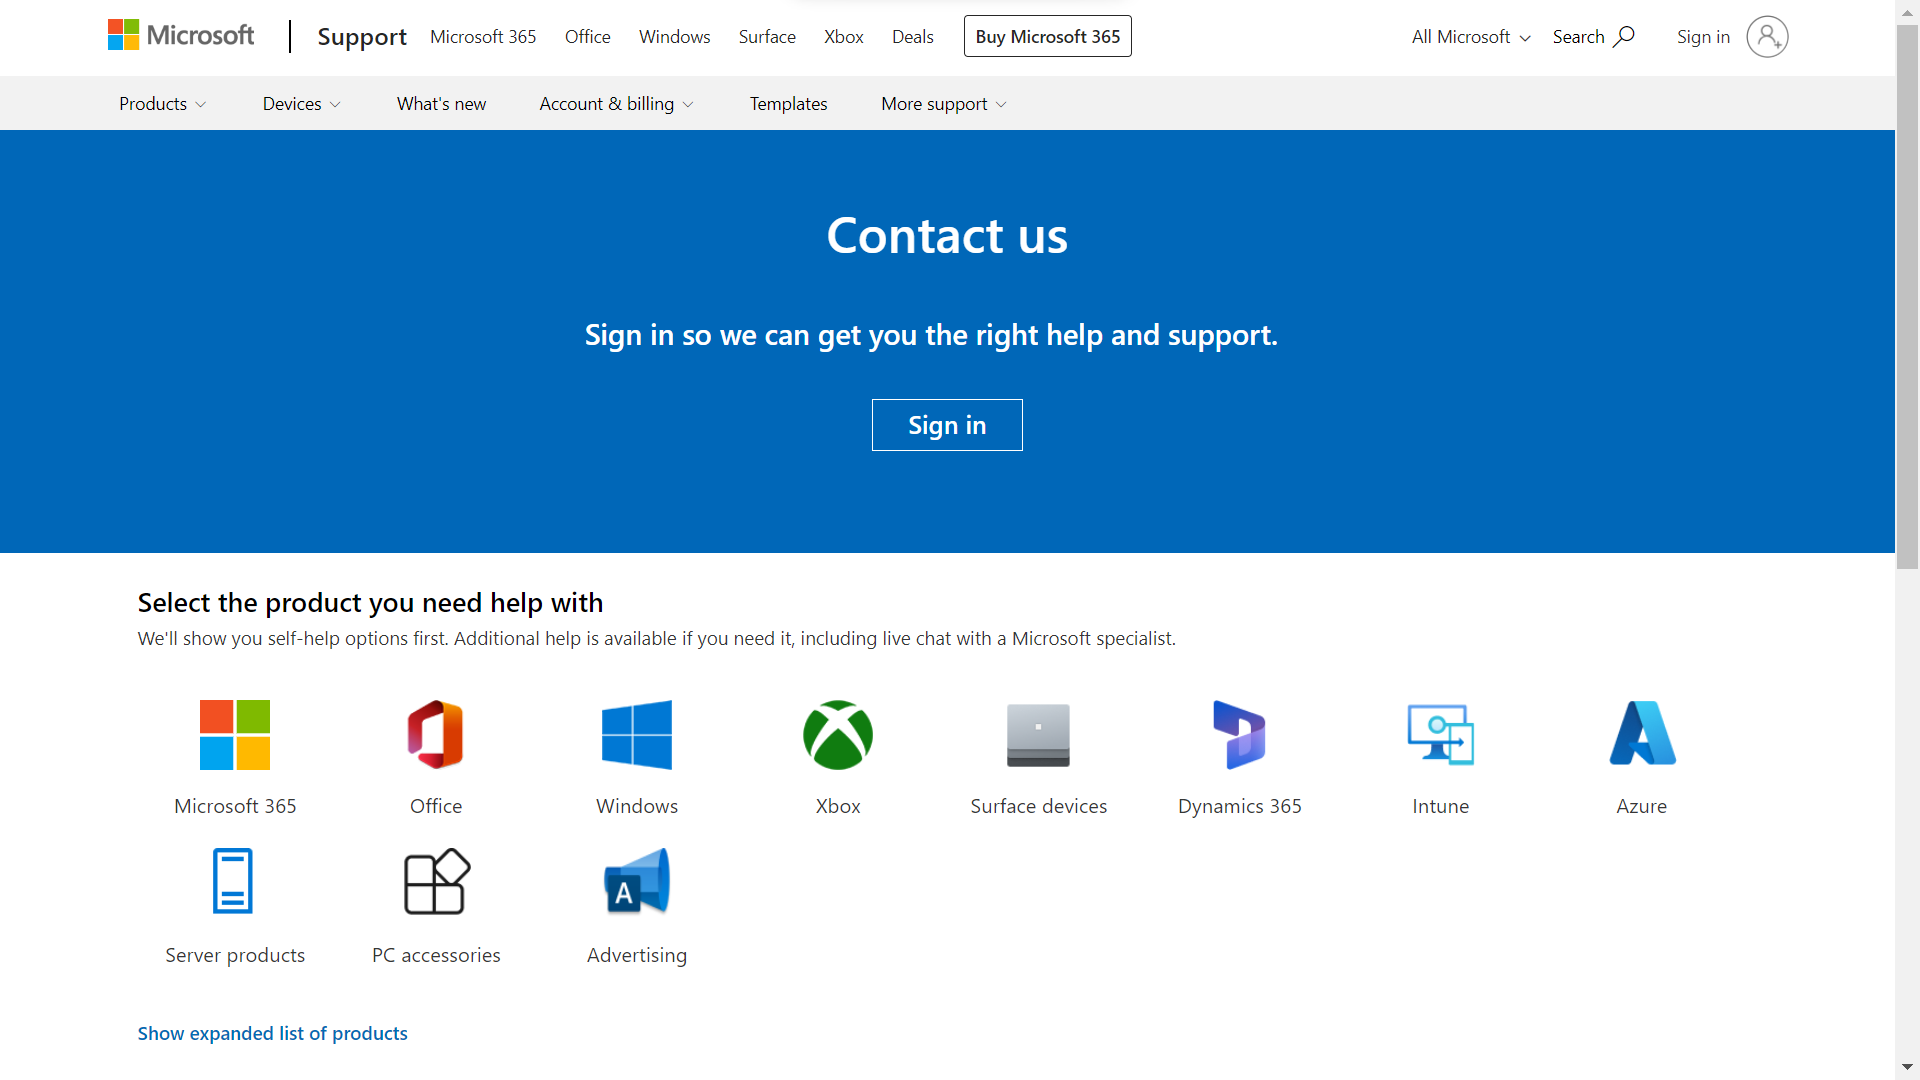 Microsoft Support Microsoft 365 Office Windows Surface Xbox Deals Buy Microsoft 365 All Microsoft Search Sign in
Products Devices What's new Account & billing Templates More support
Contact us
Sign in so we can get you the right help and support.
Sign in
Select the product you need help with
We'll show you self-help options first. Additional help is available if you need it, including live chat with a Microsoft specialist.
Microsoft 365 Office Windows Xbox Surface devices Dynamics 365 Intune Azure
A
Server products PC accessories Advertising
Show expanded list of products